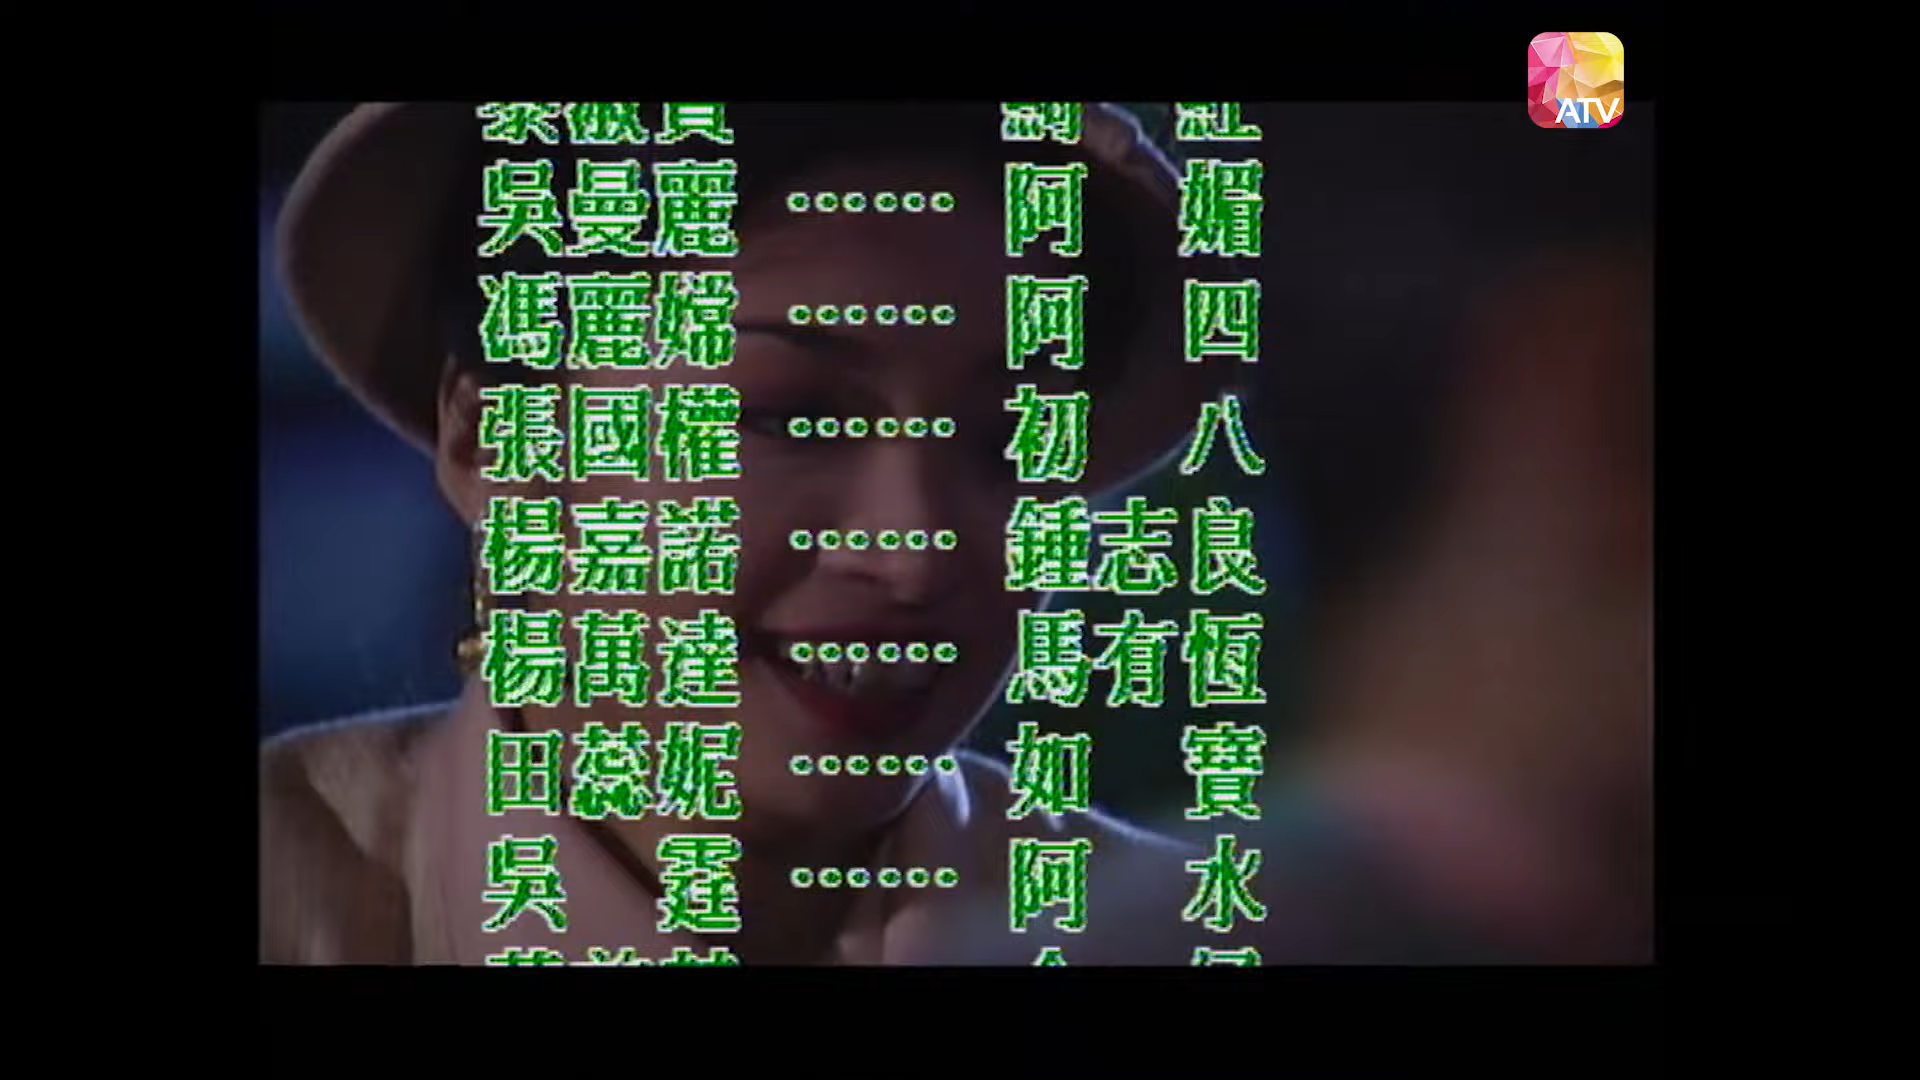 ATV
吳曼麗 ⋯⋯ 阿媚
馮麗嫦 ⋯⋯ 阿四
張國權 ⋯⋯ 初八
楊嘉諾 ⋯⋯ 鍾志良
楊萬達 ⋯⋯ 馬有恆
田蕊妮 ⋯⋯ 如寶
吳霆 ⋯⋯ 阿水